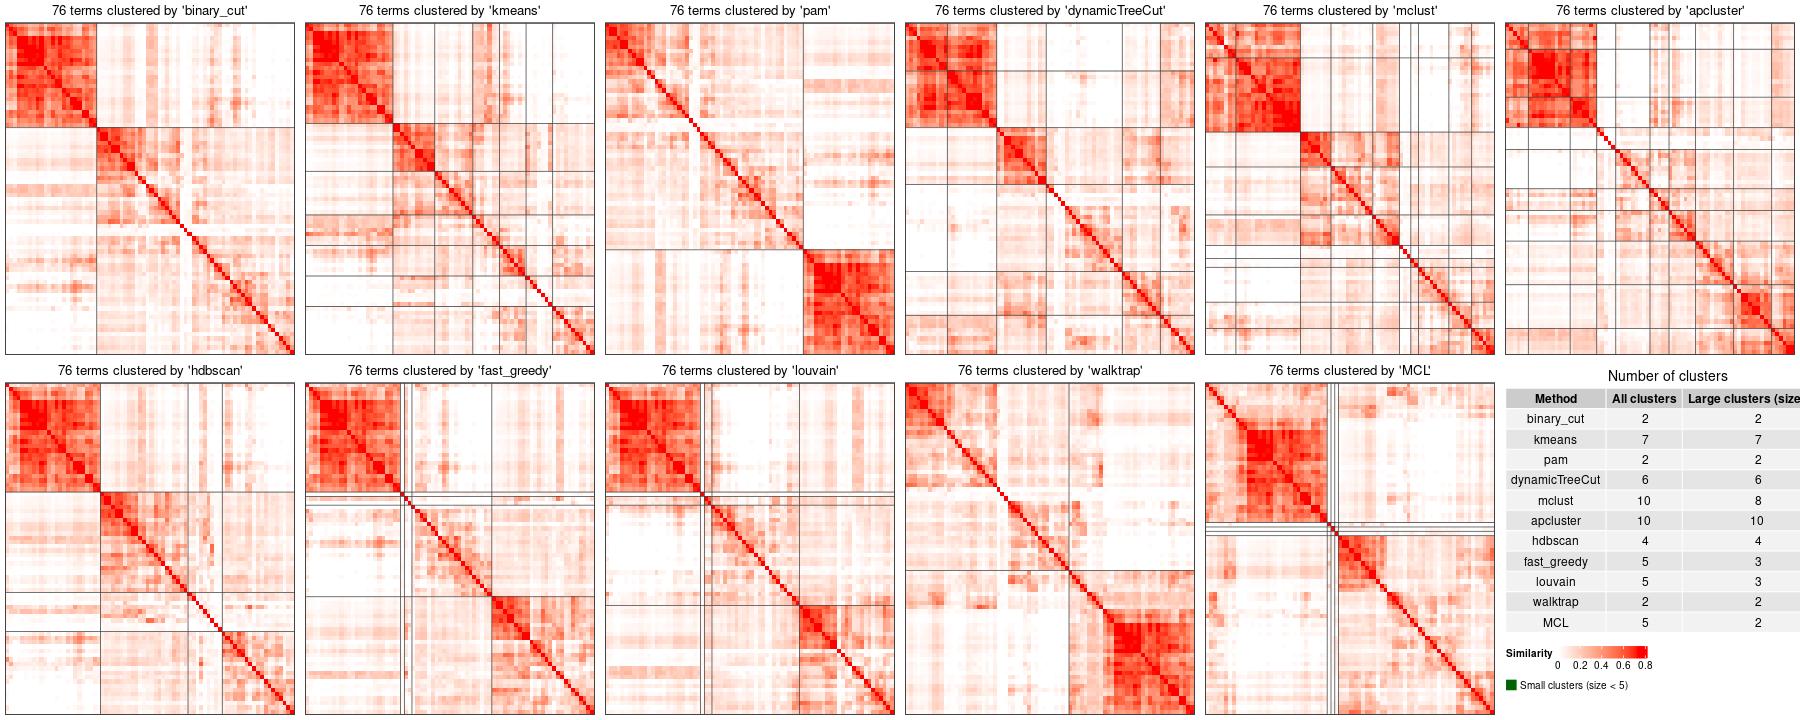 76 terms clustered by 'binary_cut'
76 terms clustered by 'kmeans'
76 terms clustered by 'pam'
76 terms clustered by 'dynamicTreeCut'
76 terms clustered by 'mclust'
76 terms clustered by 'apcluster'
76 terms clustered by 'hdbscan'
76 terms clustered by 'fast_greedy'
76 terms clustered by 'louvain'
76 terms clustered by 'walktrap'
76 terms clustered by 'MCL'
Number of clusters
Method All clusters Large clusters (size
binary_cut 2 2
kmeans 7 7
pam 2 2
dynamicTreeCut 6 6
mclust 10 8
apcluster 10 10
hdbscan 4 4
fast_greedy 5 3
louvain 5 3
walktrap 2 2
MCL 5 2
Similarity
0 0.2 0.4 0.6 0.8
Small clusters (size < 5)